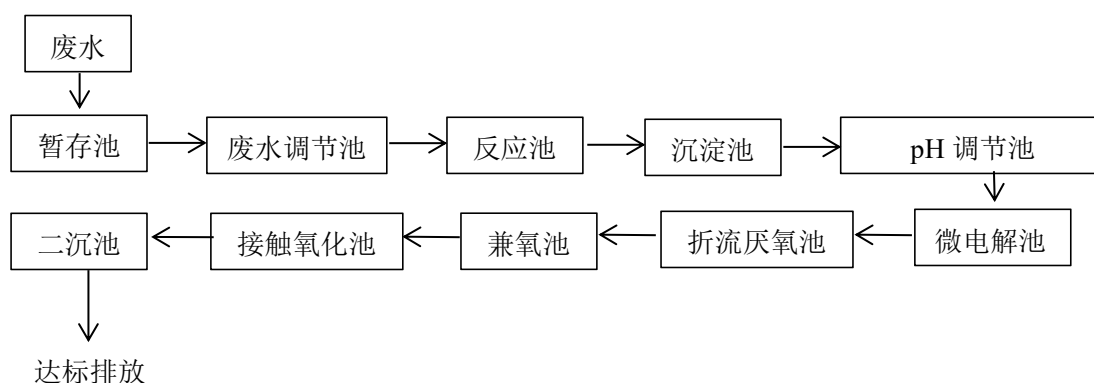 废水
暂存池
废水调节池
反应池
沉淀池
pH 调节池
二沉池
接触氧化池
兼氧池
折流厌氧池
微电解池
达标排放